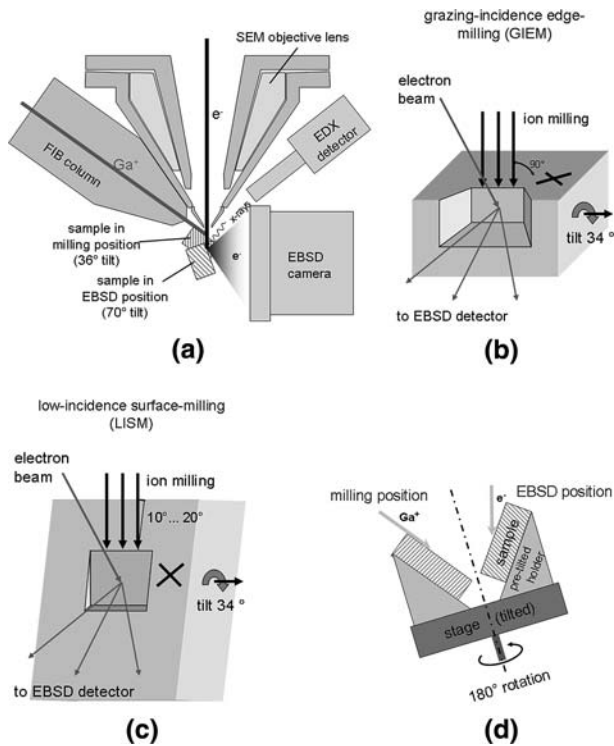 SEM objective lens
e-
FIB column
Ga+
EDX
detector
x-rays
sample in
milling position
(36° tilt)
e-
EBSD
camera
sample in
EBSD position
(70° tilt)
(a)
grazing-incidence edge-
milling (GIEM)
electron
beam
ion milling
90°
tilt 34 °
to EBSD detector
(b)
low-incidence surface-milling
(LISM)
electron
beam
ion milling
10°... 20°
tilt 34 °
to EBSD detector
(c)
milling position
EBSD position
Ga+
e-
sample
pre-tilted
holder
stage (tilted)
180° rotation
(d)